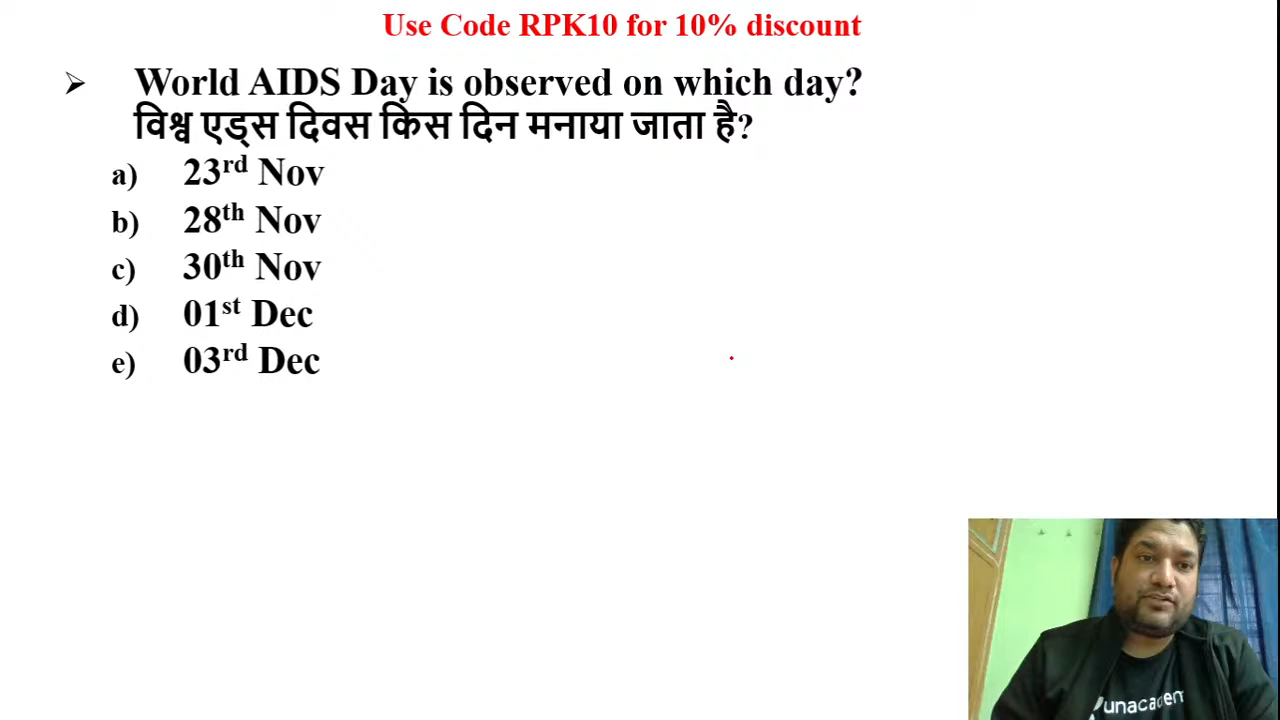 Use Code RPK10 for 10% discount
➢ World AIDS Day is observed on which day?
विश्व एड्स दिवस किस दिन मनाया जाता है?
a) 23rd Nov
b) 28th Nov
c) 30th Nov
d) 01st Dec
e) 03rd Dec
unacadem